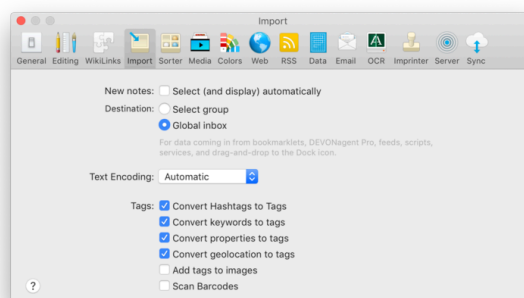 Import
General Editing WikiLinks Import Sorter Media Colors Web RSS Data Email OCR Imprinter Server Sync
New notes: Select (and display) automatically
Destination: Select group
Global inbox
For data coming in from bookmarklets, DEVONagent Pro, feeds, scripts,
services, and drag-and-drop to the Dock icon.
Text Encoding: Automatic
Tags: Convert Hashtags to Tags
Convert keywords to tags
Convert properties to tags
Convert geolocation to tags
Add tags to images
? Scan Barcodes